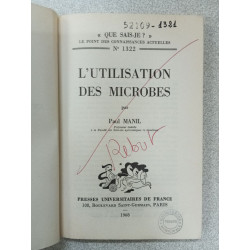 52109-1381
« QUE SAIS-JE ? »
LE POINT DES CONNAISSANCES ACTUELLES
N° 1322
L'UTILISATION
DES MICROBES
par
Paul MANIL
Rebut
PRESSES UNIVERSITAIRES DE FRANCE
108, BOULEVARD SAINT-GERMAIN, PARIS
1968